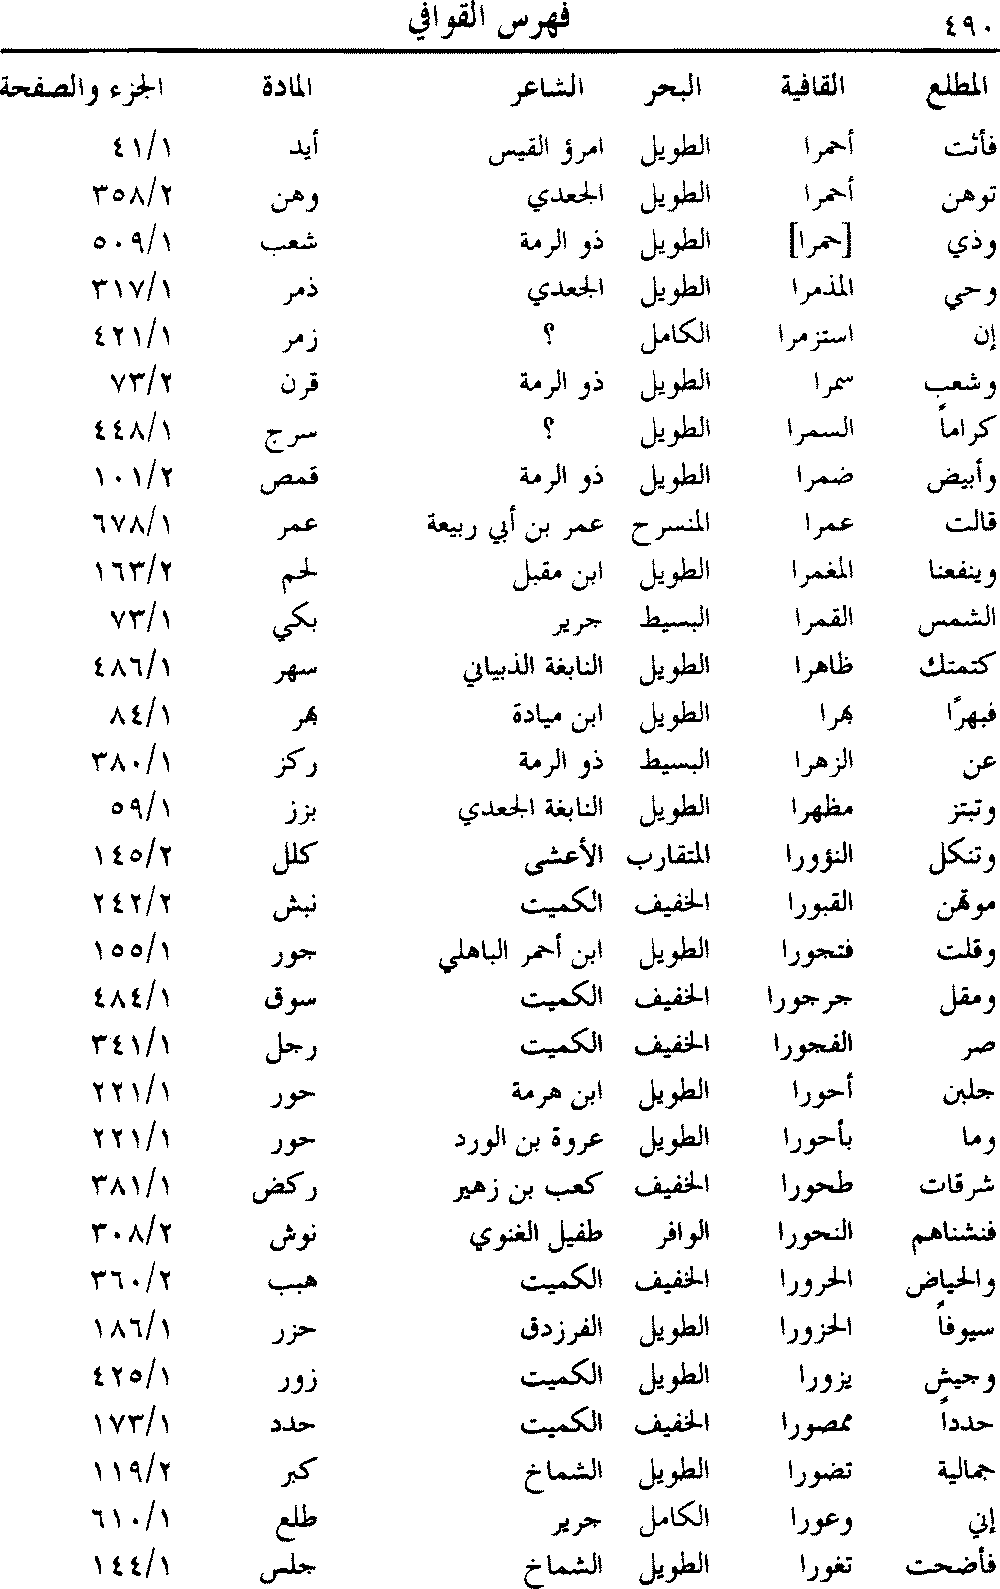 ٤٩٠ فهرس القوافي
المطلع القافية البحر الشاعر المادة الجزء والصفحة
فأثت أحمرا الطويل امرؤ القيس أيد ٤١/١
توهن أحمرا الطويل الجعدي وهن ٣٥٨/٢
وذي [حمرا] الطويل ذو الرمة شعب ٥٠٩/١
وحي المذمرا الطويل الجعدي ذمر ٣١٧/١
إن استزمرا الكامل ؟ زمر ٤٢١/١
وشعب سمرا الطويل ذو الرمة قرن ٧٣/٢
كراماً السمرا الطويل ؟ سرج ٤٤٨/١
وأبيض ضمرا الطويل ذو الرمة قمص ١٠١/٢
قالت عمرا المنسرح عمر بن أبي ربيعة عمر ٦٧٨/١
وينفعنا المغمرا الطويل ابن مقبل لحم ١٦٣/٢
الشمس القمرا البسيط جرير بكي ٧٣/١
كتمتك ظاهرا الطويل النابغة الذبياني سهر ٤٨٦/١
فبهرًا بهرا الطويل ابن ميادة بهر ٨٤/١
عن الزهرا البسيط ذو الرمة ركز ٣٨٠/١
وتبتز مظهرا الطويل النابغة الجعدي بزز ٥٩/١
وتنكل النؤورا المتقارب الأعشى كلل ١٤٥/٢
موتهن القبورا الخفيف الكميت نبش ٢٤٢/٢
وقلت فتجورا الطويل ابن أحمر الباهلي جور ١٥٥/١
ومقل جرجورا الخفيف الكميت سوق ٤٨٤/١
صر الفجورا الخفيف الكميت رجل ٣٤١/١
جلبن أحورا الطويل ابن هرمة حور ٢٢١/١
وما بأحورا الطويل عروة بن الورد حور ٢٢١/١
شرقات طحورا الخفيف كعب بن زهير ركض ٣٨١/١
فنشناهم النحورا الوافر طفيل الغنوي نوش ٣٠٨/٢
والحياض الحرورا الخفيف الكميت هبب ٣٦٠/٢
سيوفاً الحزورا الطويل الفرزدق حزر ١٨٦/١
وجيش يزورا الطويل الكميت زور ٤٢٥/١
حدداً ممصورا الخفيف الكميت حدد ١٧٣/١
جمالية تضورا الطويل الشماخ كبر ١١٩/٢
إني وعورا الكامل جرير طلع ٦١٠/١
فأضحت تغورا الطويل الشماخ جلس ١٤٤/١